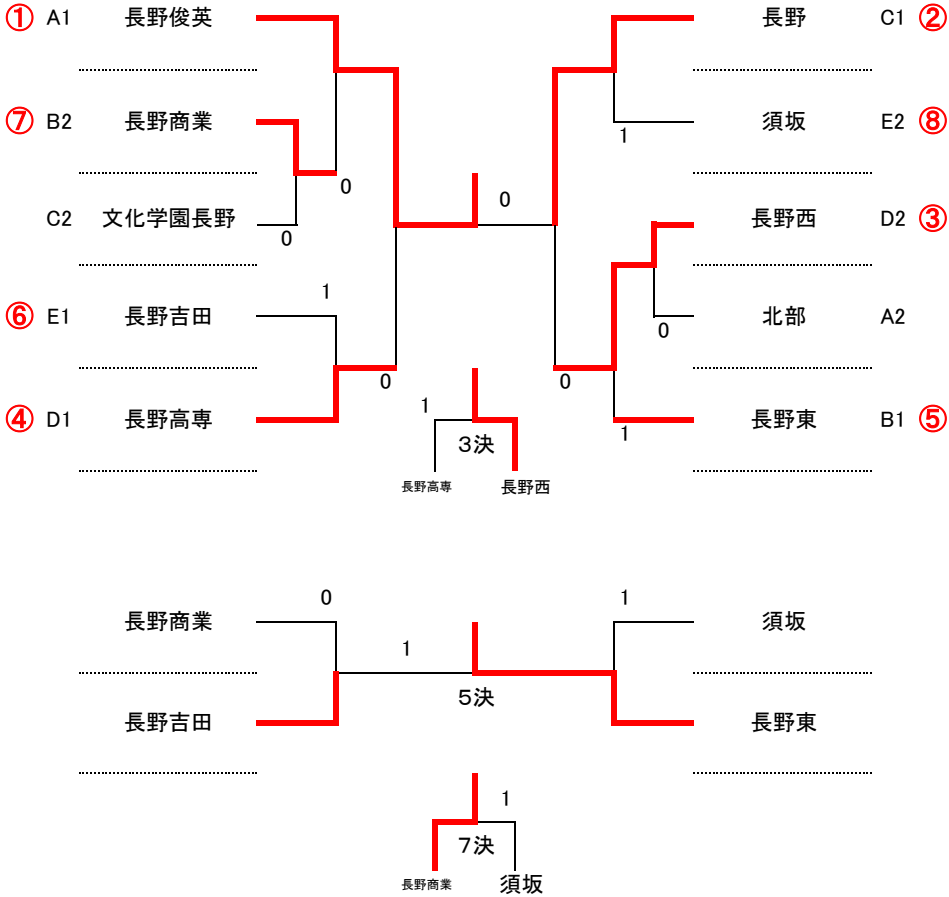 ① A1 長野俊英 長野 C1 ②
⑦ B2 長野商業 須坂 E2 ⑧
1
0 0
C2 文化学園長野 長野西 D2 ③
0
1
⑥ E1 長野吉田 北部 A2
0
0 0
1
④ D1 長野高専 長野東 B1 ⑤
1
3決
長野高専 長野西
0 1
長野商業 須坂
1
5決
長野吉田 長野東
1
7決
長野商業 須坂